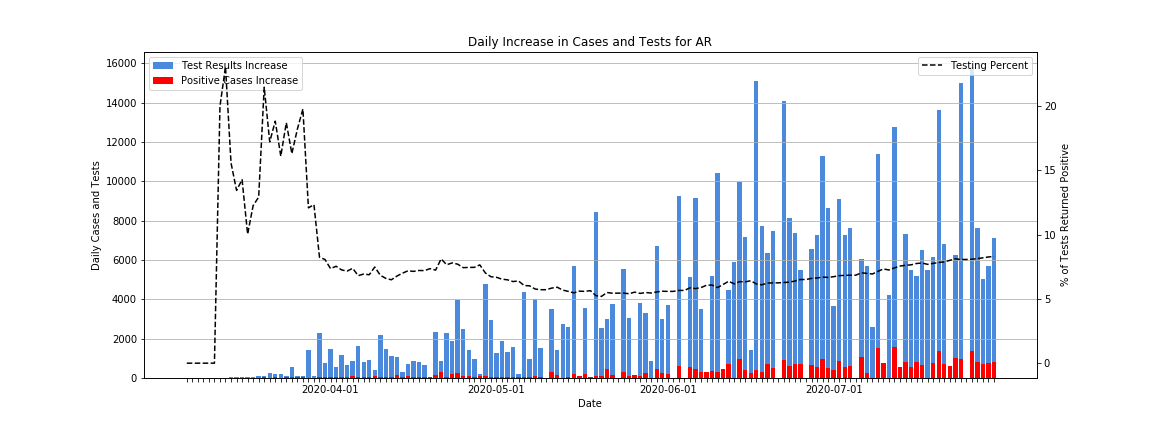 Daily Increase in Cases and Tests for AR
Test Results Increase
Positive Cases Increase
Testing Percent
16000
14000
12000
10000
8000
6000
4000
2000
0
Daily Cases and Tests
20
15
10
5
0
% of Tests Returned Positive
2020-04-01
2020-05-01
2020-06-01
2020-07-01
Date